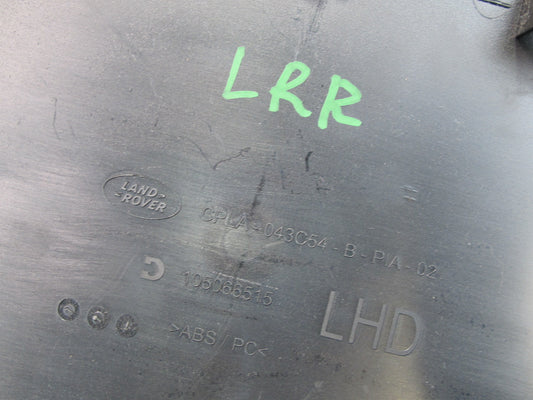 LRR
LAND-
-ROVER
CPLA-043C54-B-PIA-02
105066515
LHD
>ABS/PC<